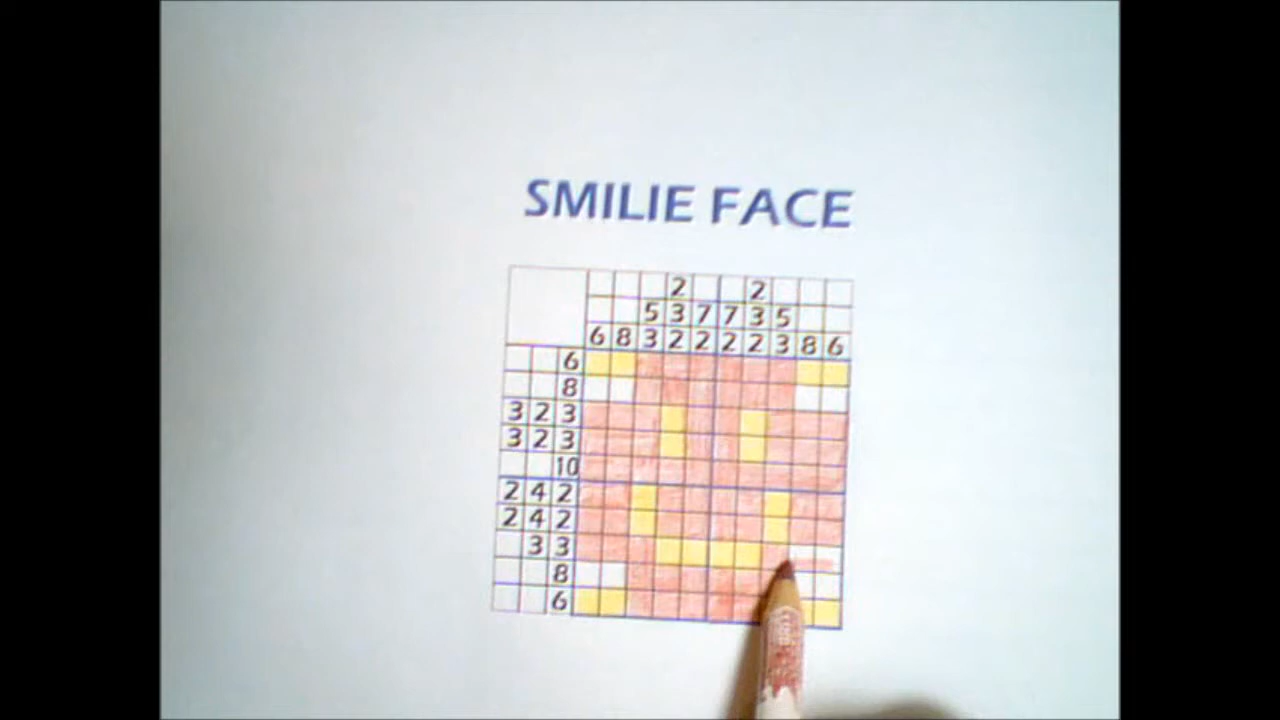 SMILIE FACE
2 2
5 3 7 7 3 5
6 8 3 2 2 2 2 3 8 6
6
8
3 2 3
3 2 3
10
2 4 2
2 4 2
3 3
8
6